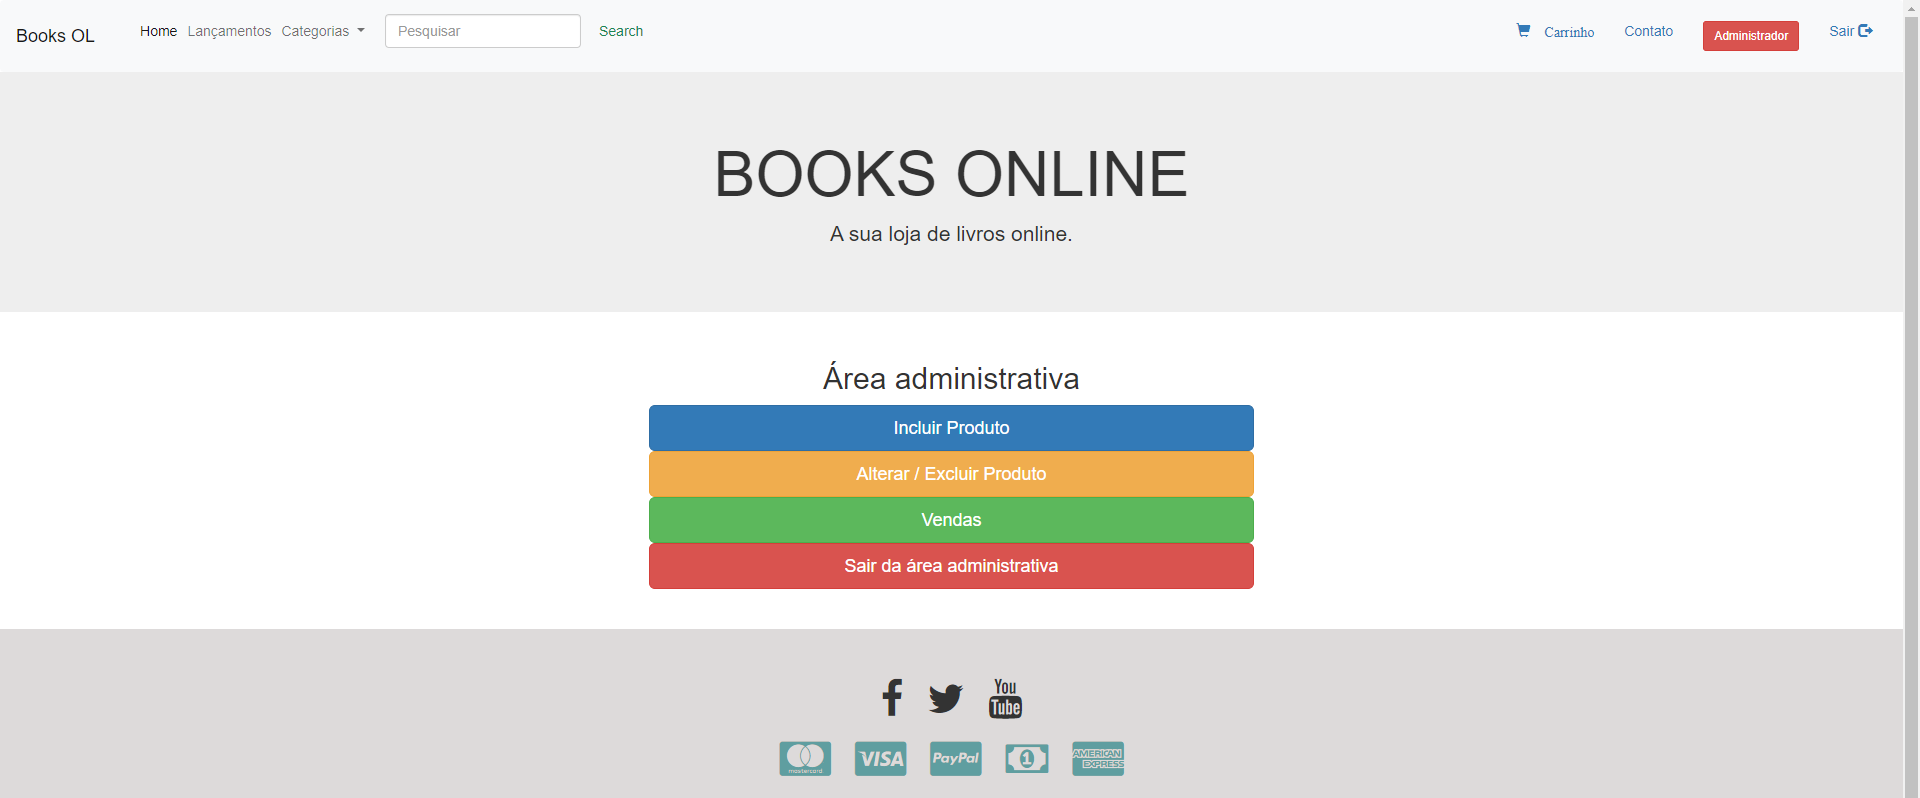 Books OL Home Lançamentos Categorias Pesquisar Search Carrinho Contato Administrador Sair
BOOKS ONLINE
A sua loja de livros online.
Área administrativa
Incluir Produto
Alterar / Excluir Produto
Vendas
Sair da área administrativa
You
Tube
mastercard VISA PayPal 1 AMERICAN EXPRESS